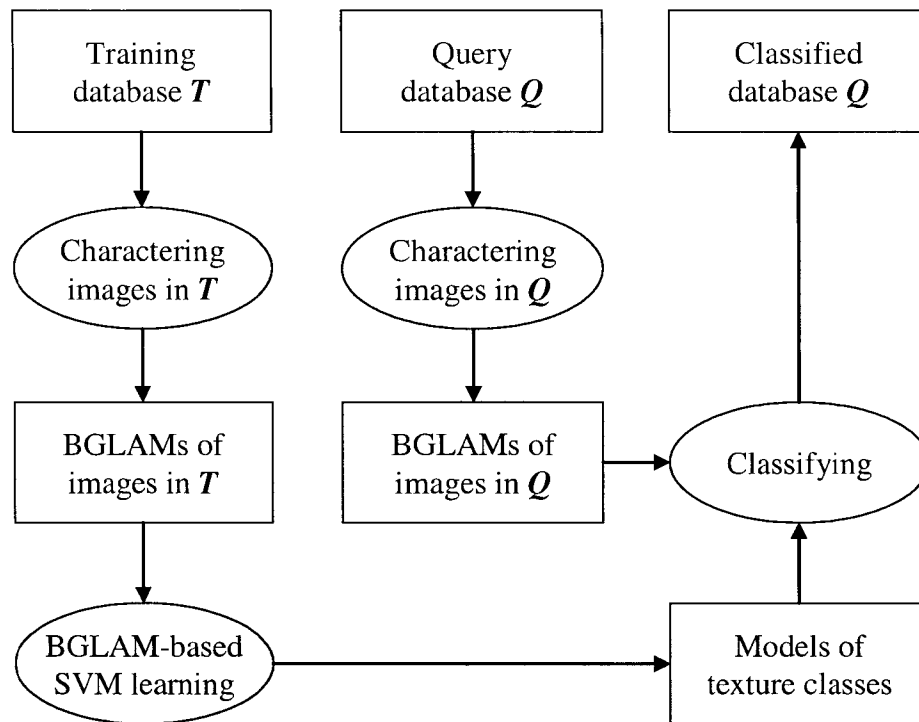 Training
database T
Query
database Q
Classified
database Q
Charactering
images in T
Charactering
images in Q
BGLAMs of
images in T
BGLAMs of
images in Q
Classifying
BGLAM-based
SVM learning
Models of
texture classes